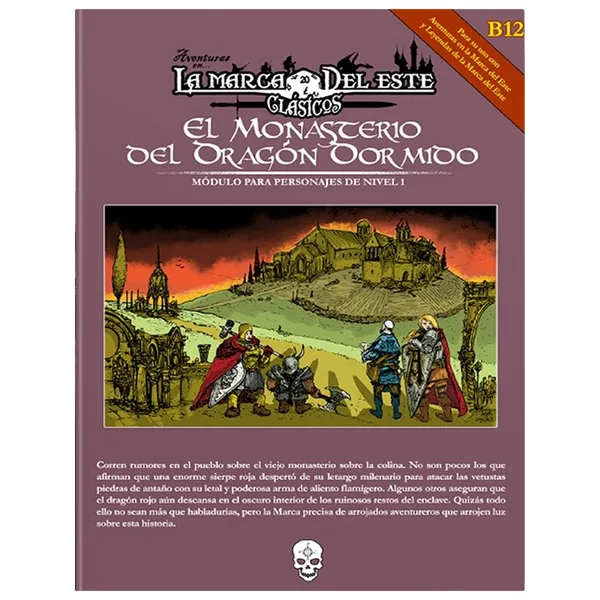 B12
Para su uso con
Aventuras en la Marca del Este
y Leyendas de la Marca del Este
Aventuras
en...
La Marca Del Este
20
Clásicos
El Monasterio
del Dragón Dormido
MÓDULO PARA PERSONAJES DE NIVEL 1
Corren rumores en el pueblo sobre el viejo monasterio sobre la colina. No son pocos los que
afirman que una enorme sierpe roja despertó de su letargo milenario para atacar las vetustas
piedras de antaño con su letal y poderosa arma de aliento flamígero. Algunos otros aseguran que
el dragón rojo aún descansa en el oscuro interior de los ruinosos restos del enclave. Quizás todo
ello no sean más que habladurías, pero la Marca precisa de arrojados aventureros que arrojen luz
sobre esta historia.